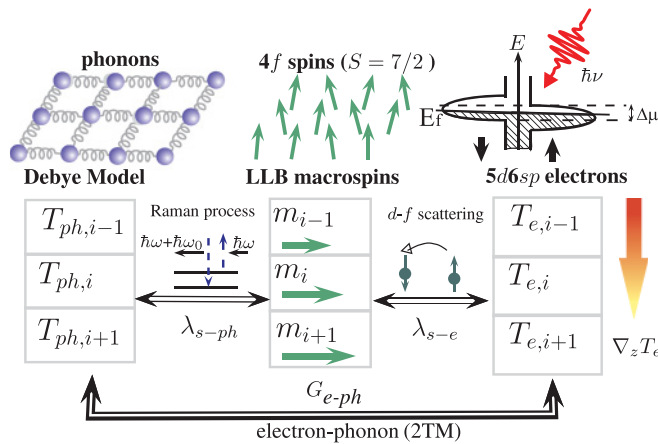 phonons
4f spins (S = 7/2)
E
ħν
E_f
Δμ
Debye Model
LLB macrospins
5d6sp electrons
T_{ph,i−1}
Raman process
ħω+ħω_0
ħω
m_{i−1}
d-f scattering
T_{e,i−1}
T_{ph,i}
m_i
T_{e,i}
T_{ph,i+1}
λ_{s−ph}
m_{i+1}
λ_{s−e}
T_{e,i+1}
∇_z T_e
G_{e-ph}
electron-phonon (2TM)